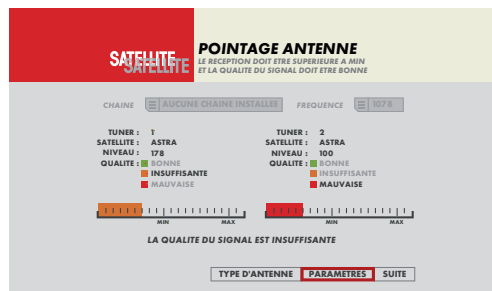 SATELLITE
SATELLITE
POINTAGE ANTENNE
LE RECEPTION DOIT ETRE SUPERIEURE A MIN
ET LA QUALITE DU SIGNAL DOIT ETRE BONNE
CHAINE AUCUNE CHAINE INSTALLEE FREQUENCE 1078
TUNER : 1
SATELLITE : ASTRA
NIVEAU : 178
QUALITE : BONNE
INSUFFISANTE
MAUVAISE
MIN MAX
TUNER : 2
SATELLITE : ASTRA
NIVEAU : 100
QUALITE : BONNE
INSUFFISANTE
MAUVAISE
MIN MAX
LA QUALITE DU SIGNAL EST INSUFFISANTE
TYPE D'ANTENNE PARAMETRES SUITE